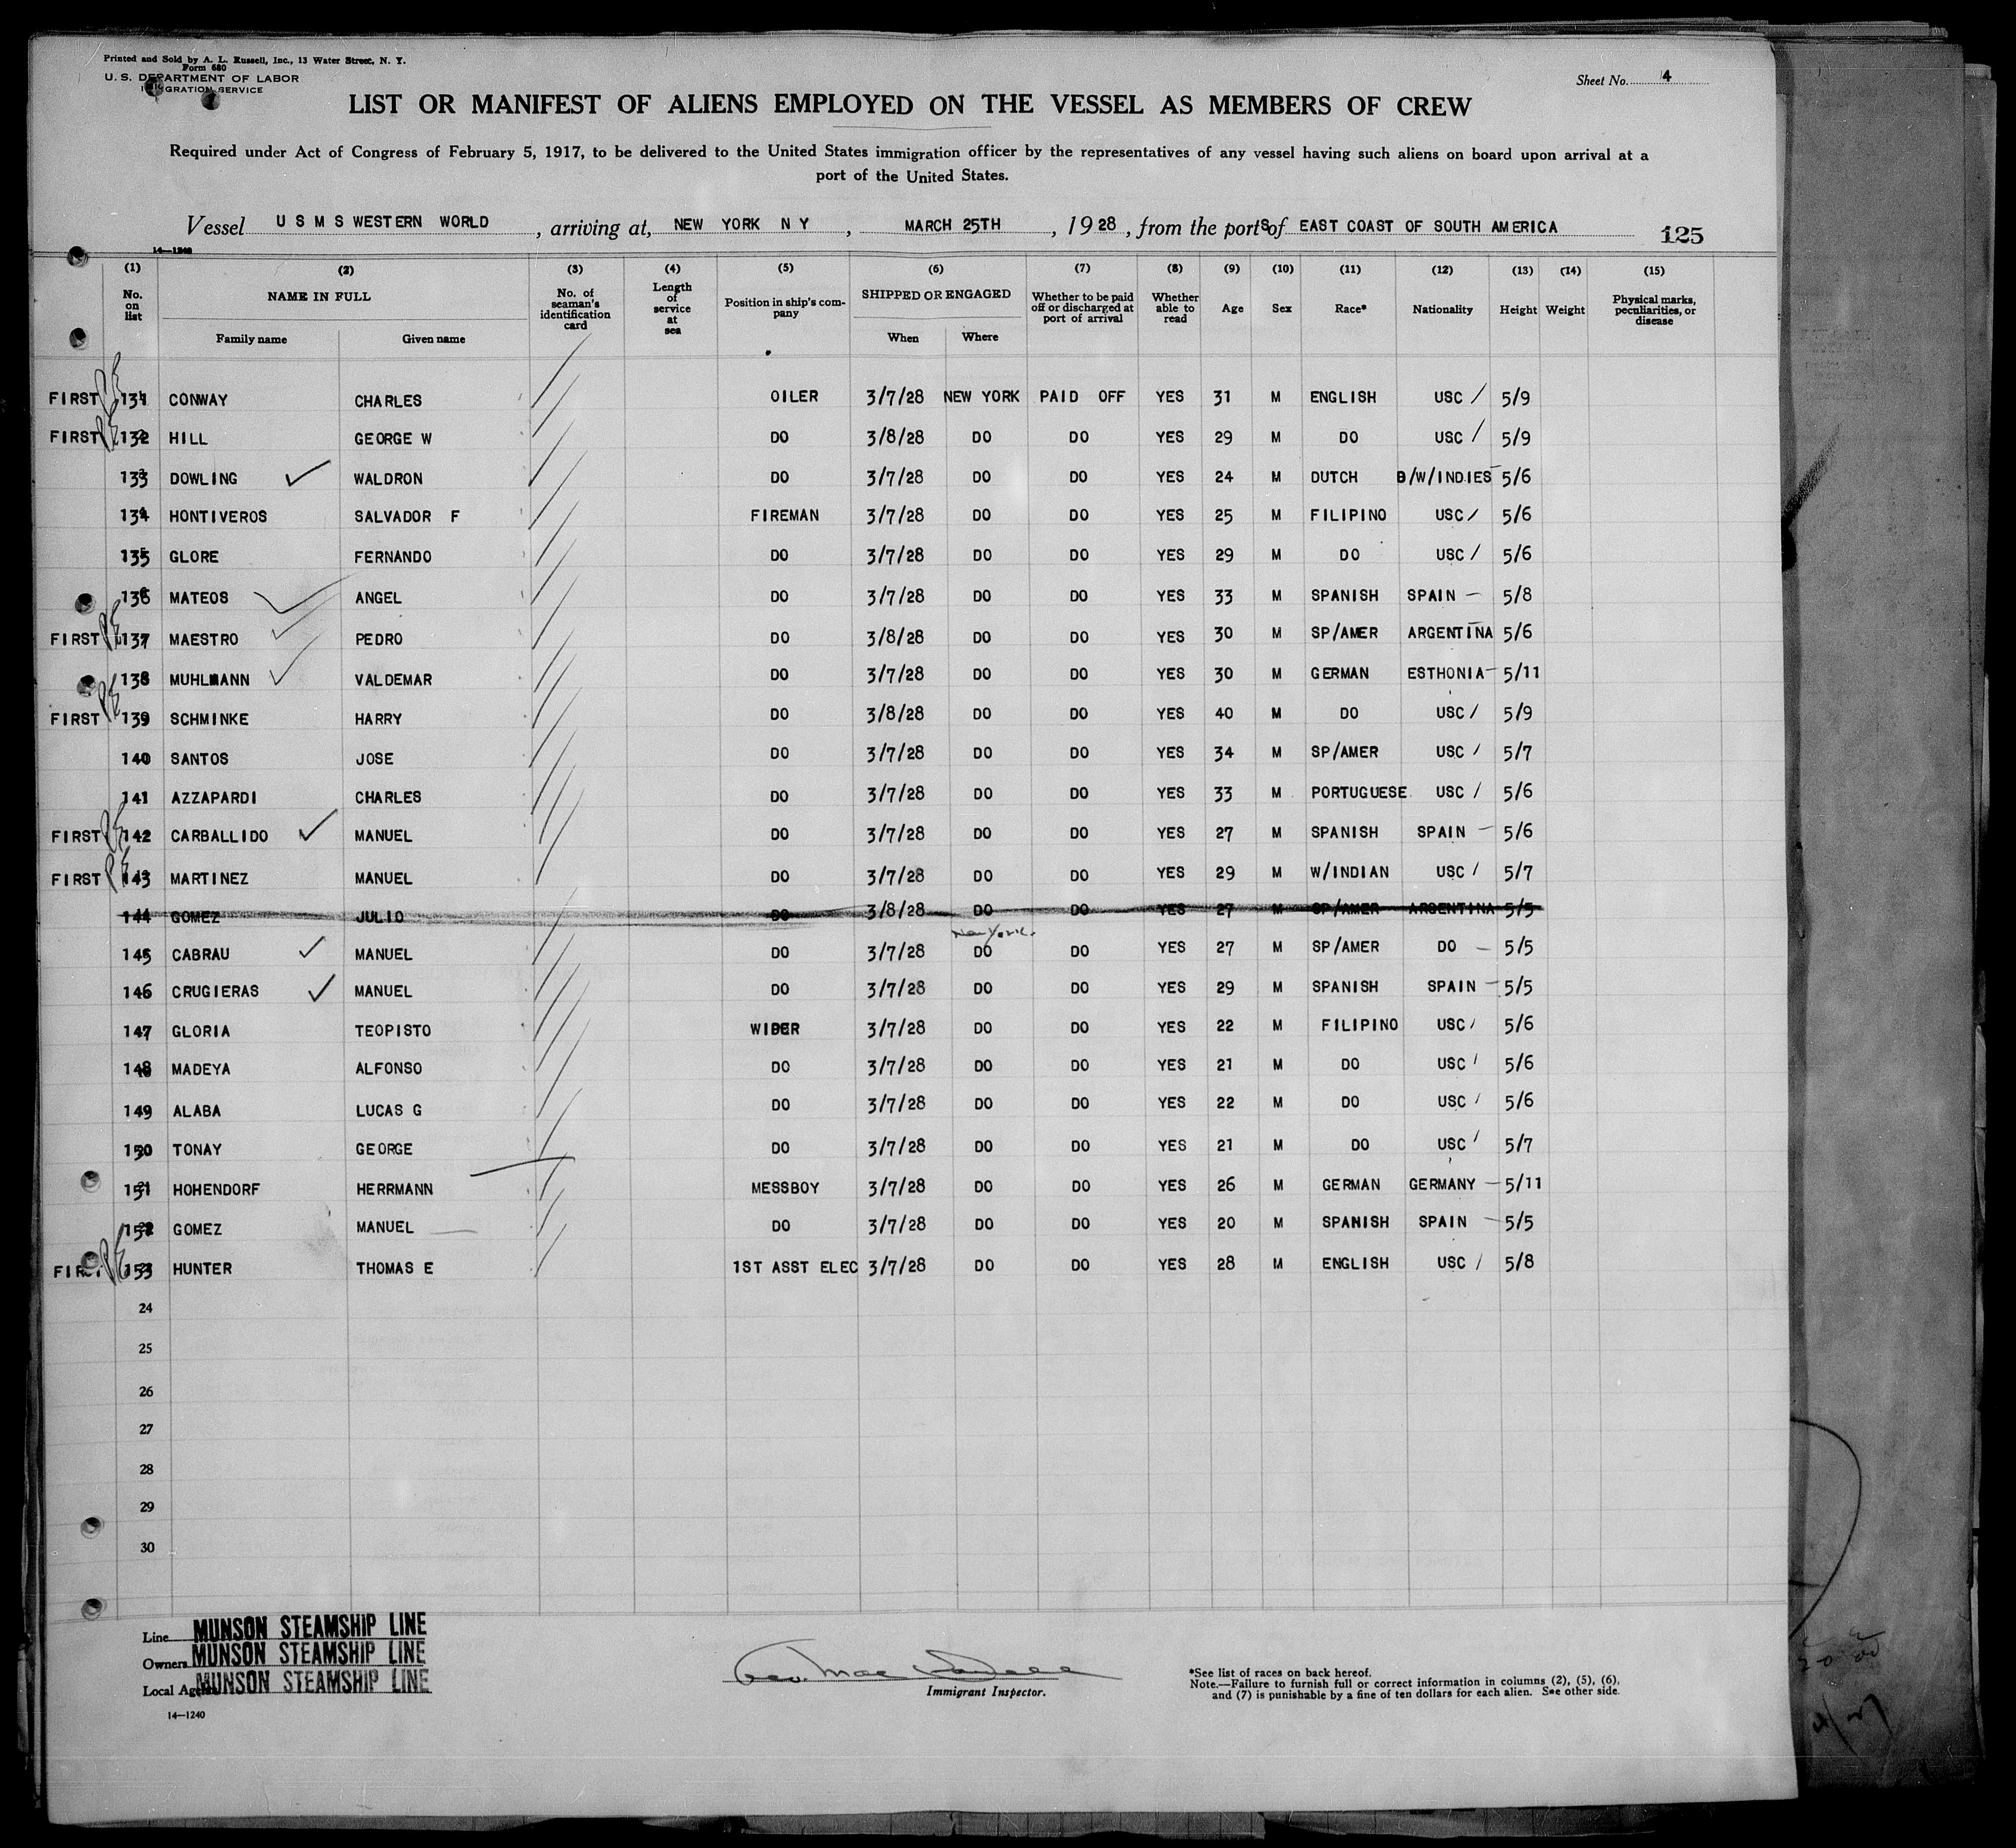 Printed and Sold by A. L. Russell, Inc., 13 Water Street, N. Y.
Form 680
U. S. DEPARTMENT OF LABOR
IMMIGRATION SERVICE
Sheet No. 4
LIST OR MANIFEST OF ALIENS EMPLOYED ON THE VESSEL AS MEMBERS OF CREW
Required under Act of Congress of February 5, 1917, to be delivered to the United States immigration officer by the representatives of any vessel having such aliens on board upon arrival at a
port of the United States.
Vessel U S M S WESTERN WORLD, arriving at, NEW YORK N Y, MARCH 25TH, 1928, from the portS of EAST COAST OF SOUTH AMERICA 125
14—1240
(1) (2) (3) (4) (5) (6) (7) (8) (9) (10) (11) (12) (13) (14) (15)
No. on list NAME IN FULL Family name Given name No. of seaman's identification card Length of service at sea Position in ship's company SHIPPED OR ENGAGED When Where Whether to be paid off or discharged at port of arrival Whether able to read Age Sex Race* Nationality Height Weight Physical marks, peculiarities, or disease
FIRST 131 CONWAY CHARLES OILER 3/7/28 NEW YORK PAID OFF YES 31 M ENGLISH USC / 5/9
FIRST 132 HILL GEORGE W DO 3/8/28 DO DO YES 29 M DO USC / 5/9
133 DOWLING WALDRON DO 3/7/28 DO DO YES 24 M DUTCH B/W/INDIES 5/6
134 HONTIVEROS SALVADOR F FIREMAN 3/7/28 DO DO YES 25 M FILIPINO USC / 5/6
135 GLORE FERNANDO DO 3/7/28 DO DO YES 29 M DO USC / 5/6
136 MATEOS ANGEL DO 3/7/28 DO DO YES 33 M SPANISH SPAIN — 5/8
FIRST 137 MAESTRO PEDRO DO 3/8/28 DO DO YES 30 M SP/AMER ARGENTINA 5/6
138 MUHLMANN VALDEMAR DO 3/7/28 DO DO YES 30 M GERMAN ESTHONIA — 5/11
FIRST 139 SCHMINKE HARRY DO 3/8/28 DO DO YES 40 M DO USC / 5/9
140 SANTOS JOSE DO 3/7/28 DO DO YES 34 M SP/AMER USC / 5/7
141 AZZAPARDI CHARLES DO 3/7/28 DO DO YES 33 M PORTUGUESE USC / 5/6
FIRST 142 CARBALLIDO MANUEL DO 3/7/28 DO DO YES 27 M SPANISH SPAIN — 5/6
FIRST 143 MARTINEZ MANUEL DO 3/7/28 DO DO YES 29 M W/INDIAN USC / 5/7
144 GOMEZ JULIO DO 3/8/28 DO DO YES 27 M SP/AMER ARGENTINA 5/5
New York.
145 CABRAU MANUEL DO 3/7/28 DO DO YES 27 M SP/AMER DO — 5/5
146 CRUGIERAS MANUEL DO 3/7/28 DO DO YES 29 M SPANISH SPAIN — 5/5
147 GLORIA TEOPISTO WIPER 3/7/28 DO DO YES 22 M FILIPINO USC / 5/6
148 MADEYA ALFONSO DO 3/7/28 DO DO YES 21 M DO USC / 5/6
149 ALABA LUCAS G DO 3/7/28 DO DO YES 22 M DO USC / 5/6
150 TONAY GEORGE DO 3/7/28 DO DO YES 21 M DO USC / 5/7
151 HOHENDORF HERRMANN MESSBOY 3/7/28 DO DO YES 26 M GERMAN GERMANY — 5/11
152 GOMEZ MANUEL DO 3/7/28 DO DO YES 20 M SPANISH SPAIN — 5/5
FIRST 153 HUNTER THOMAS E 1ST ASST ELEC 3/7/28 DO DO YES 28 M ENGLISH USC / 5/8
24
25
26
27
28
29
30
Line MUNSON STEAMSHIP LINE
Owners MUNSON STEAMSHIP LINE
Local Agents MUNSON STEAMSHIP LINE
14—1240
Immigrant Inspector.
*See list of races on back hereof.
Note.—Failure to furnish full or correct information in columns (2), (5), (6),
and (7) is punishable by a fine of ten dollars for each alien. See other side.